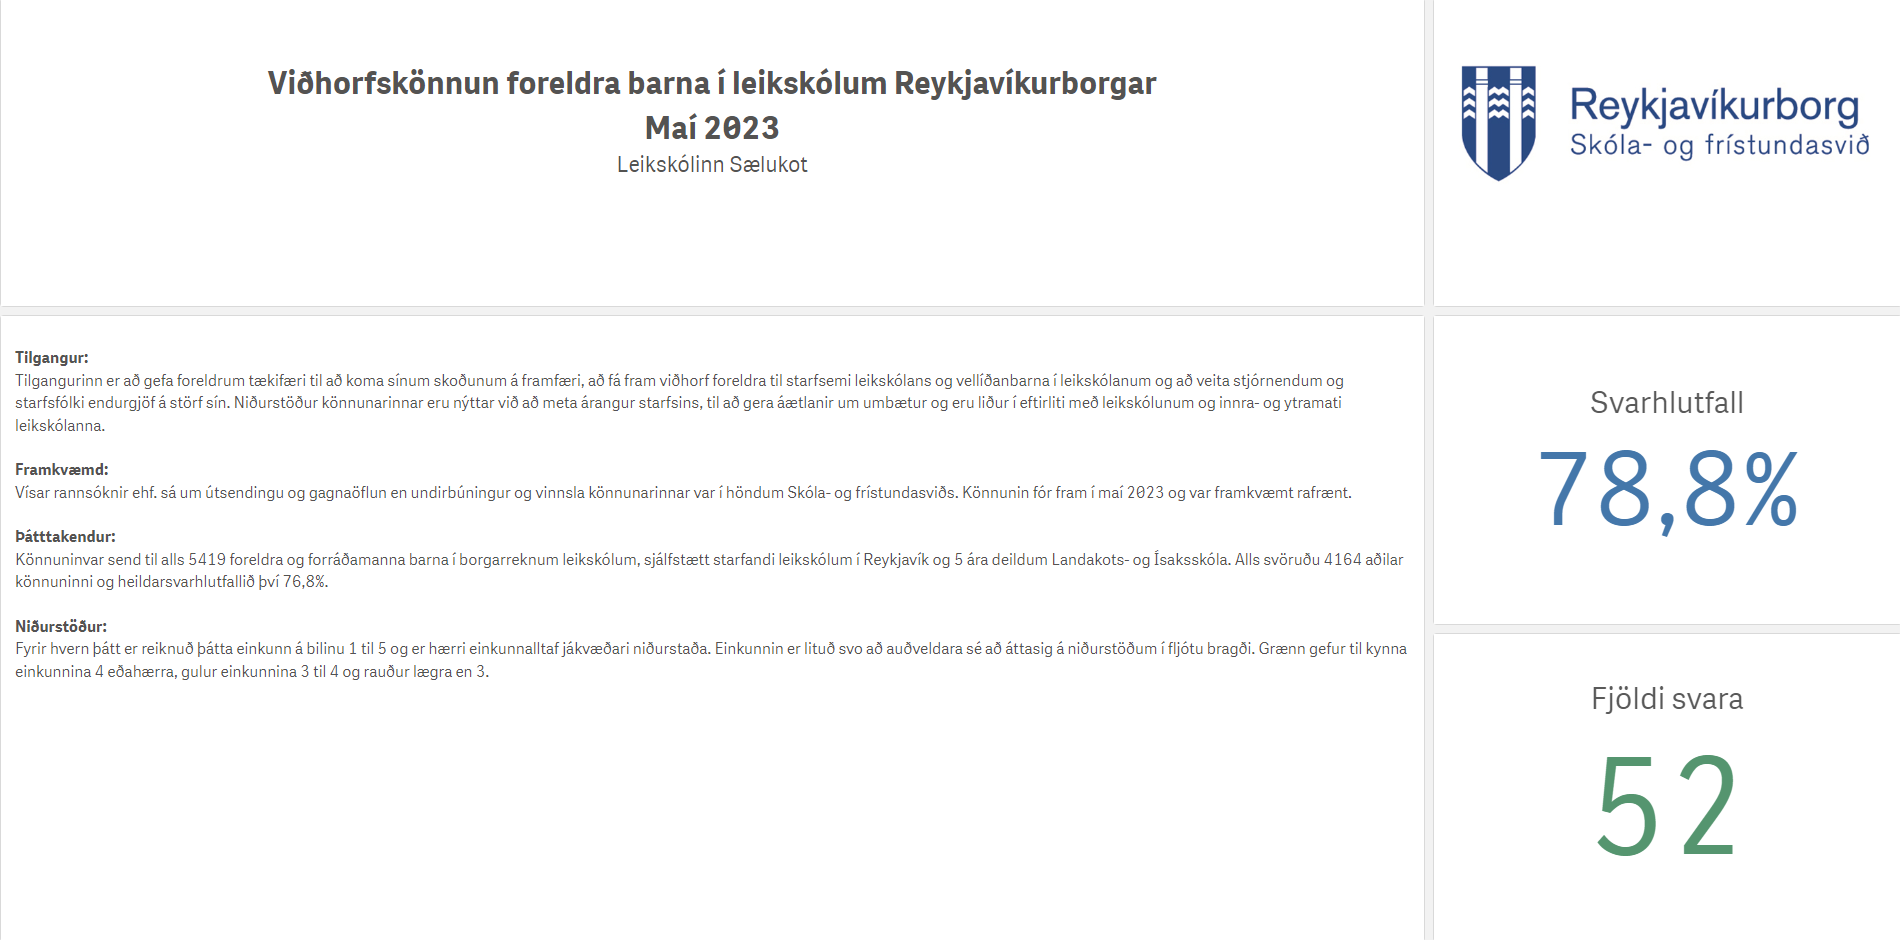 Viðhorfskönnun foreldra barna í leikskólum Reykjavíkurborgar
Maí 2023
Leikskólinn Sælukot
Reykjavíkurborg
Skóla- og frístundasvið
Tilgangur:
Tilgangurinn er að gefa foreldrum tækifæri til að koma sínum skoðunum á framfæri, að fá fram viðhorf foreldra til starfsemi leikskólans og vellíðanbarna í leikskólanum og að veita stjórnendum og
starfsfólki endurgjöf á störf sín. Niðurstöður könnunarinnar eru nýttar við að meta árangur starfsins, til að gera áætlanir um umbætur og eru liður í eftirliti með leikskólunum og innra- og ytramati
leikskólanna.
Framkvæmd:
Vísar rannsóknir ehf. sá um útsendingu og gagnaöflun en undirbúningur og vinnsla könnunarinnar var í höndum Skóla- og frístundasviðs. Könnunin fór fram í maí 2023 og var framkvæmt rafrænt.
Þátttakendur:
Könnuninvar send til alls 5419 foreldra og forráðamanna barna í borgarreknum leikskólum, sjálfstætt starfandi leikskólum í Reykjavík og 5 ára deildum Landakots- og Ísaksskóla. Alls svöruðu 4164 aðilar
könnuninni og heildarsvarhlutfallið því 76,8%.
Niðurstöður:
Fyrir hvern þátt er reiknuð þátta einkunn á bilinu 1 til 5 og er hærri einkunnalltaf jákvæðari niðurstaða. Einkunnin er lituð svo að auðveldara sé að áttasig á niðurstöðum í fljótu bragði. Grænn gefur til kynna
einkunnina 4 eðahærra, gulur einkunnina 3 til 4 og rauður lægra en 3.
Svarhlutfall
78,8%
Fjöldi svara
52